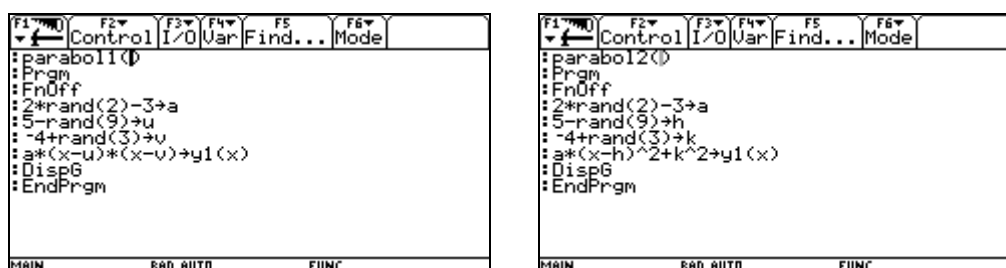 F1 F2 F3 F4 F5 F6
Control I/O Var Find... Mode
:parabol1()
:Prgm
:FnOff
:2*rand(2)-3→a
:5-rand(9)→u
:⁻4+rand(3)→v
:a*(x-u)*(x-v)→y1(x)
:DispG
:EndPrgm
MAIN RAD AUTO FUNC
F1 F2 F3 F4 F5 F6
Control I/O Var Find... Mode
:parabol2()
:Prgm
:FnOff
:2*rand(2)-3→a
:5-rand(9)→h
:⁻4+rand(3)→k
:a*(x-h)^2+k^2→y1(x)
:DispG
:EndPrgm
MAIN RAD AUTO FUNC